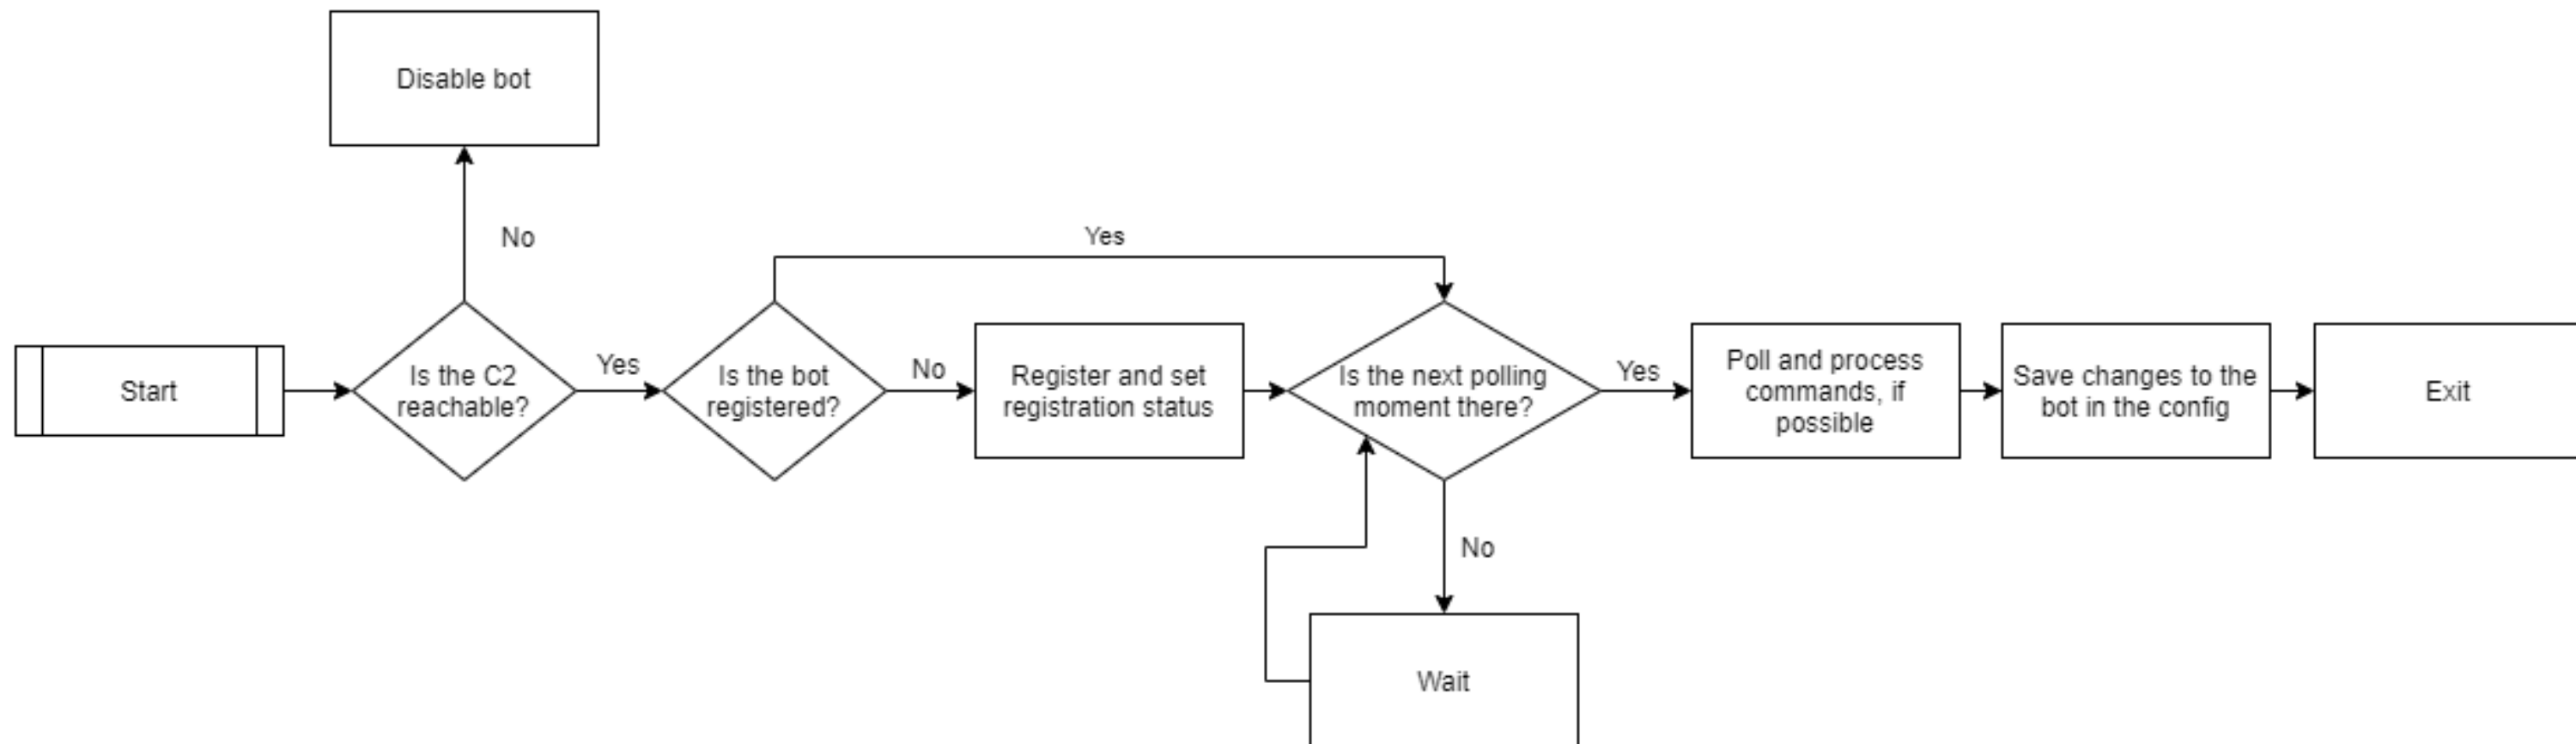 Disable bot
No
Yes
Start
Is the C2
reachable?
Yes
Is the bot
registered?
No
Register and set
registration status
Is the next polling
moment there?
Yes
Poll and process
commands, if
possible
Save changes to the
bot in the config
Exit
No
Wait